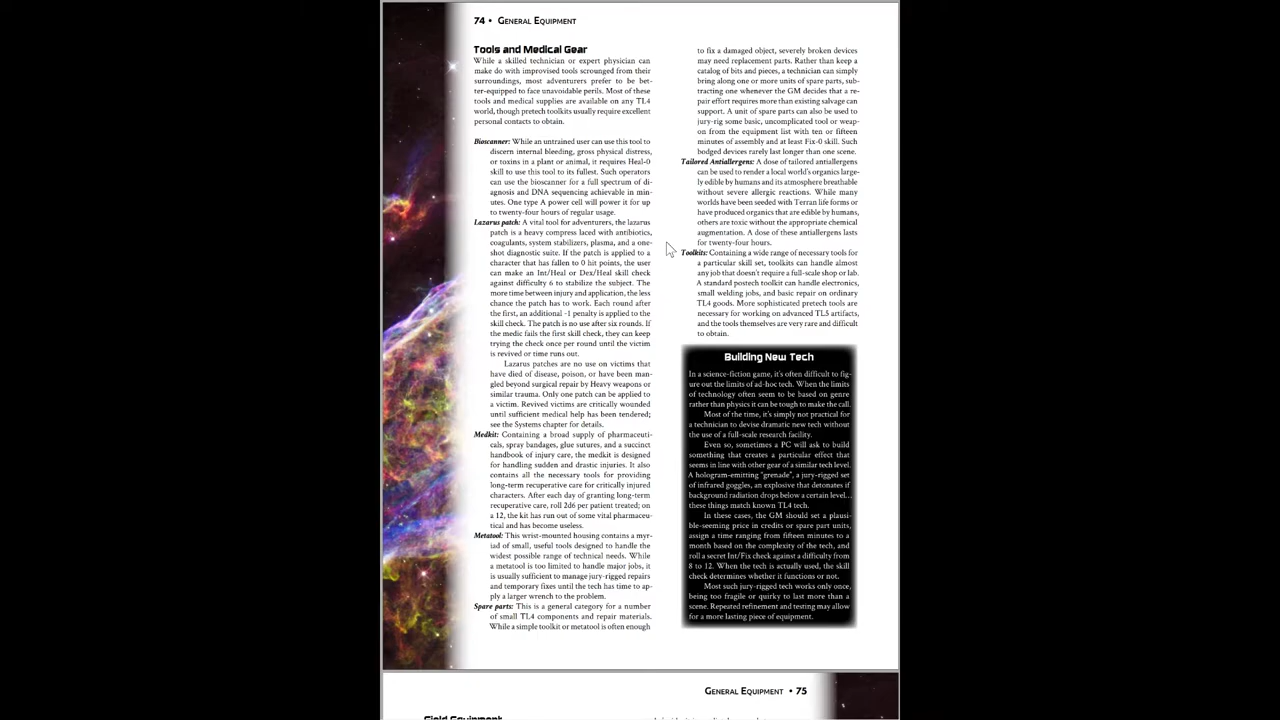 74 • General Equipment
Tools and Medical Gear
While a skilled technician or expert physician can
make do with improvised tools scrounged from their
surroundings, most adventurers prefer to be bet-
ter-equipped to face unavoidable perils. Most of these
tools and medical supplies are available on any TL4
world, though pretech toolkits usually require excellent
personal contacts to obtain.
Bioscanner: While an untrained user can use this tool to
discern internal bleeding, gross physical distress,
or toxins in a plant or animal, it requires Heal-0
skill to use this tool to its fullest. Such operators
can use the bioscanner for a full spectrum of di-
agnosis and DNA sequencing achievable in min-
utes. One type A power cell will power it for up
to twenty-four hours of regular usage.
Lazarus patch: A vital tool for adventurers, the lazarus
patch is a heavy compress laced with antibiotics,
coagulants, system stabilizers, plasma, and a one-
shot diagnostic suite. If the patch is applied to a
character that has fallen to 0 hit points, the user
can make an Int/Heal or Dex/Heal skill check
against difficulty 6 to stabilize the subject. The
more time between injury and application, the less
chance the patch has to work. Each round after
the first, an additional -1 penalty is applied to the
skill check. The patch is no use after six rounds. If
the medic fails the first skill check, they can keep
trying the check once per round until the victim
is revived or time runs out.
Lazarus patches are no use on victims that
have died of disease, poison, or have been man-
gled beyond surgical repair by Heavy weapons or
similar trauma. Only one patch can be applied to
a victim. Revived victims are critically wounded
until sufficient medical help has been tendered;
see the Systems chapter for details.
Medkit: Containing a broad supply of pharmaceuti-
cals, spray bandages, glue sutures, and a succinct
handbook of injury care, the medkit is designed
for handling sudden and drastic injuries. It also
contains all the necessary tools for providing
long-term recuperative care for critically injured
characters. After each day of granting long-term
recuperative care, roll 2d6 per patient treated; on
a 12, the kit has run out of some vital pharmaceu-
tical and has become useless.
Metatool: This wrist-mounted housing contains a myr-
iad of small, useful tools designed to handle the
widest possible range of technical needs. While
a metatool is too limited to handle major jobs, it
is usually sufficient to manage jury-rigged repairs
and temporary fixes until the tech has time to ap-
ply a larger wrench to the problem.
Spare parts: This is a general category for a number
of small TL4 components and repair materials.
While a simple toolkit or metatool is often enough
to fix a damaged object, severely broken devices
may need replacement parts. Rather than keep a
catalog of bits and pieces, a technician can simply
bring along one or more units of spare parts, sub-
tracting one whenever the GM decides that a re-
pair effort requires more than existing salvage can
support. A unit of spare parts can also be used to
jury-rig some basic, uncomplicated tool or weap-
on from the equipment list with ten or fifteen
minutes of assembly and at least Fix-0 skill. Such
bodged devices rarely last longer than one scene.
Tailored Antiallergens: A dose of tailored antiallergens
can be used to render a local world's organics large-
ly edible by humans and its atmosphere breathable
without severe allergic reactions. While many
worlds have been seeded with Terran life forms or
have produced organics that are edible by humans,
others are toxic without the appropriate chemical
augmentation. A dose of these antiallergens lasts
for twenty-four hours.
Toolkits: Containing a wide range of necessary tools for
a particular skill set, toolkits can handle almost
any job that doesn't require a full-scale shop or lab.
A standard postech toolkit can handle electronics,
small welding jobs, and basic repair on ordinary
TL4 goods. More sophisticated pretech tools are
necessary for working on advanced TL5 artifacts,
and the tools themselves are very rare and difficult
to obtain.
Building New Tech
In a science-fiction game, it's often difficult to fig-
ure out the limits of ad-hoc tech. When the limits
of technology often seem to be based on genre
rather than physics it can be tough to make the call.
Most of the time, it's simply not practical for
a technician to devise dramatic new tech without
the use of a full-scale research facility.
Even so, sometimes a PC will ask to build
something that creates a particular effect that
seems in line with other gear of a similar tech level.
A hologram-emitting "grenade", a jury-rigged set
of infrared goggles, an explosive that detonates if
background radiation drops below a certain level...
these things match known TL4 tech.
In these cases, the GM should set a plausi-
ble-seeming price in credits or spare part units,
assign a time ranging from fifteen minutes to a
month based on the complexity of the tech, and
roll a secret Int/Fix check against a difficulty from
8 to 12. When the tech is actually used, the skill
check determines whether it functions or not.
Most such jury-rigged tech works only once,
being too fragile or quirky to last more than a
scene. Repeated refinement and testing may allow
for a more lasting piece of equipment.
General Equipment • 75
Field Equipment